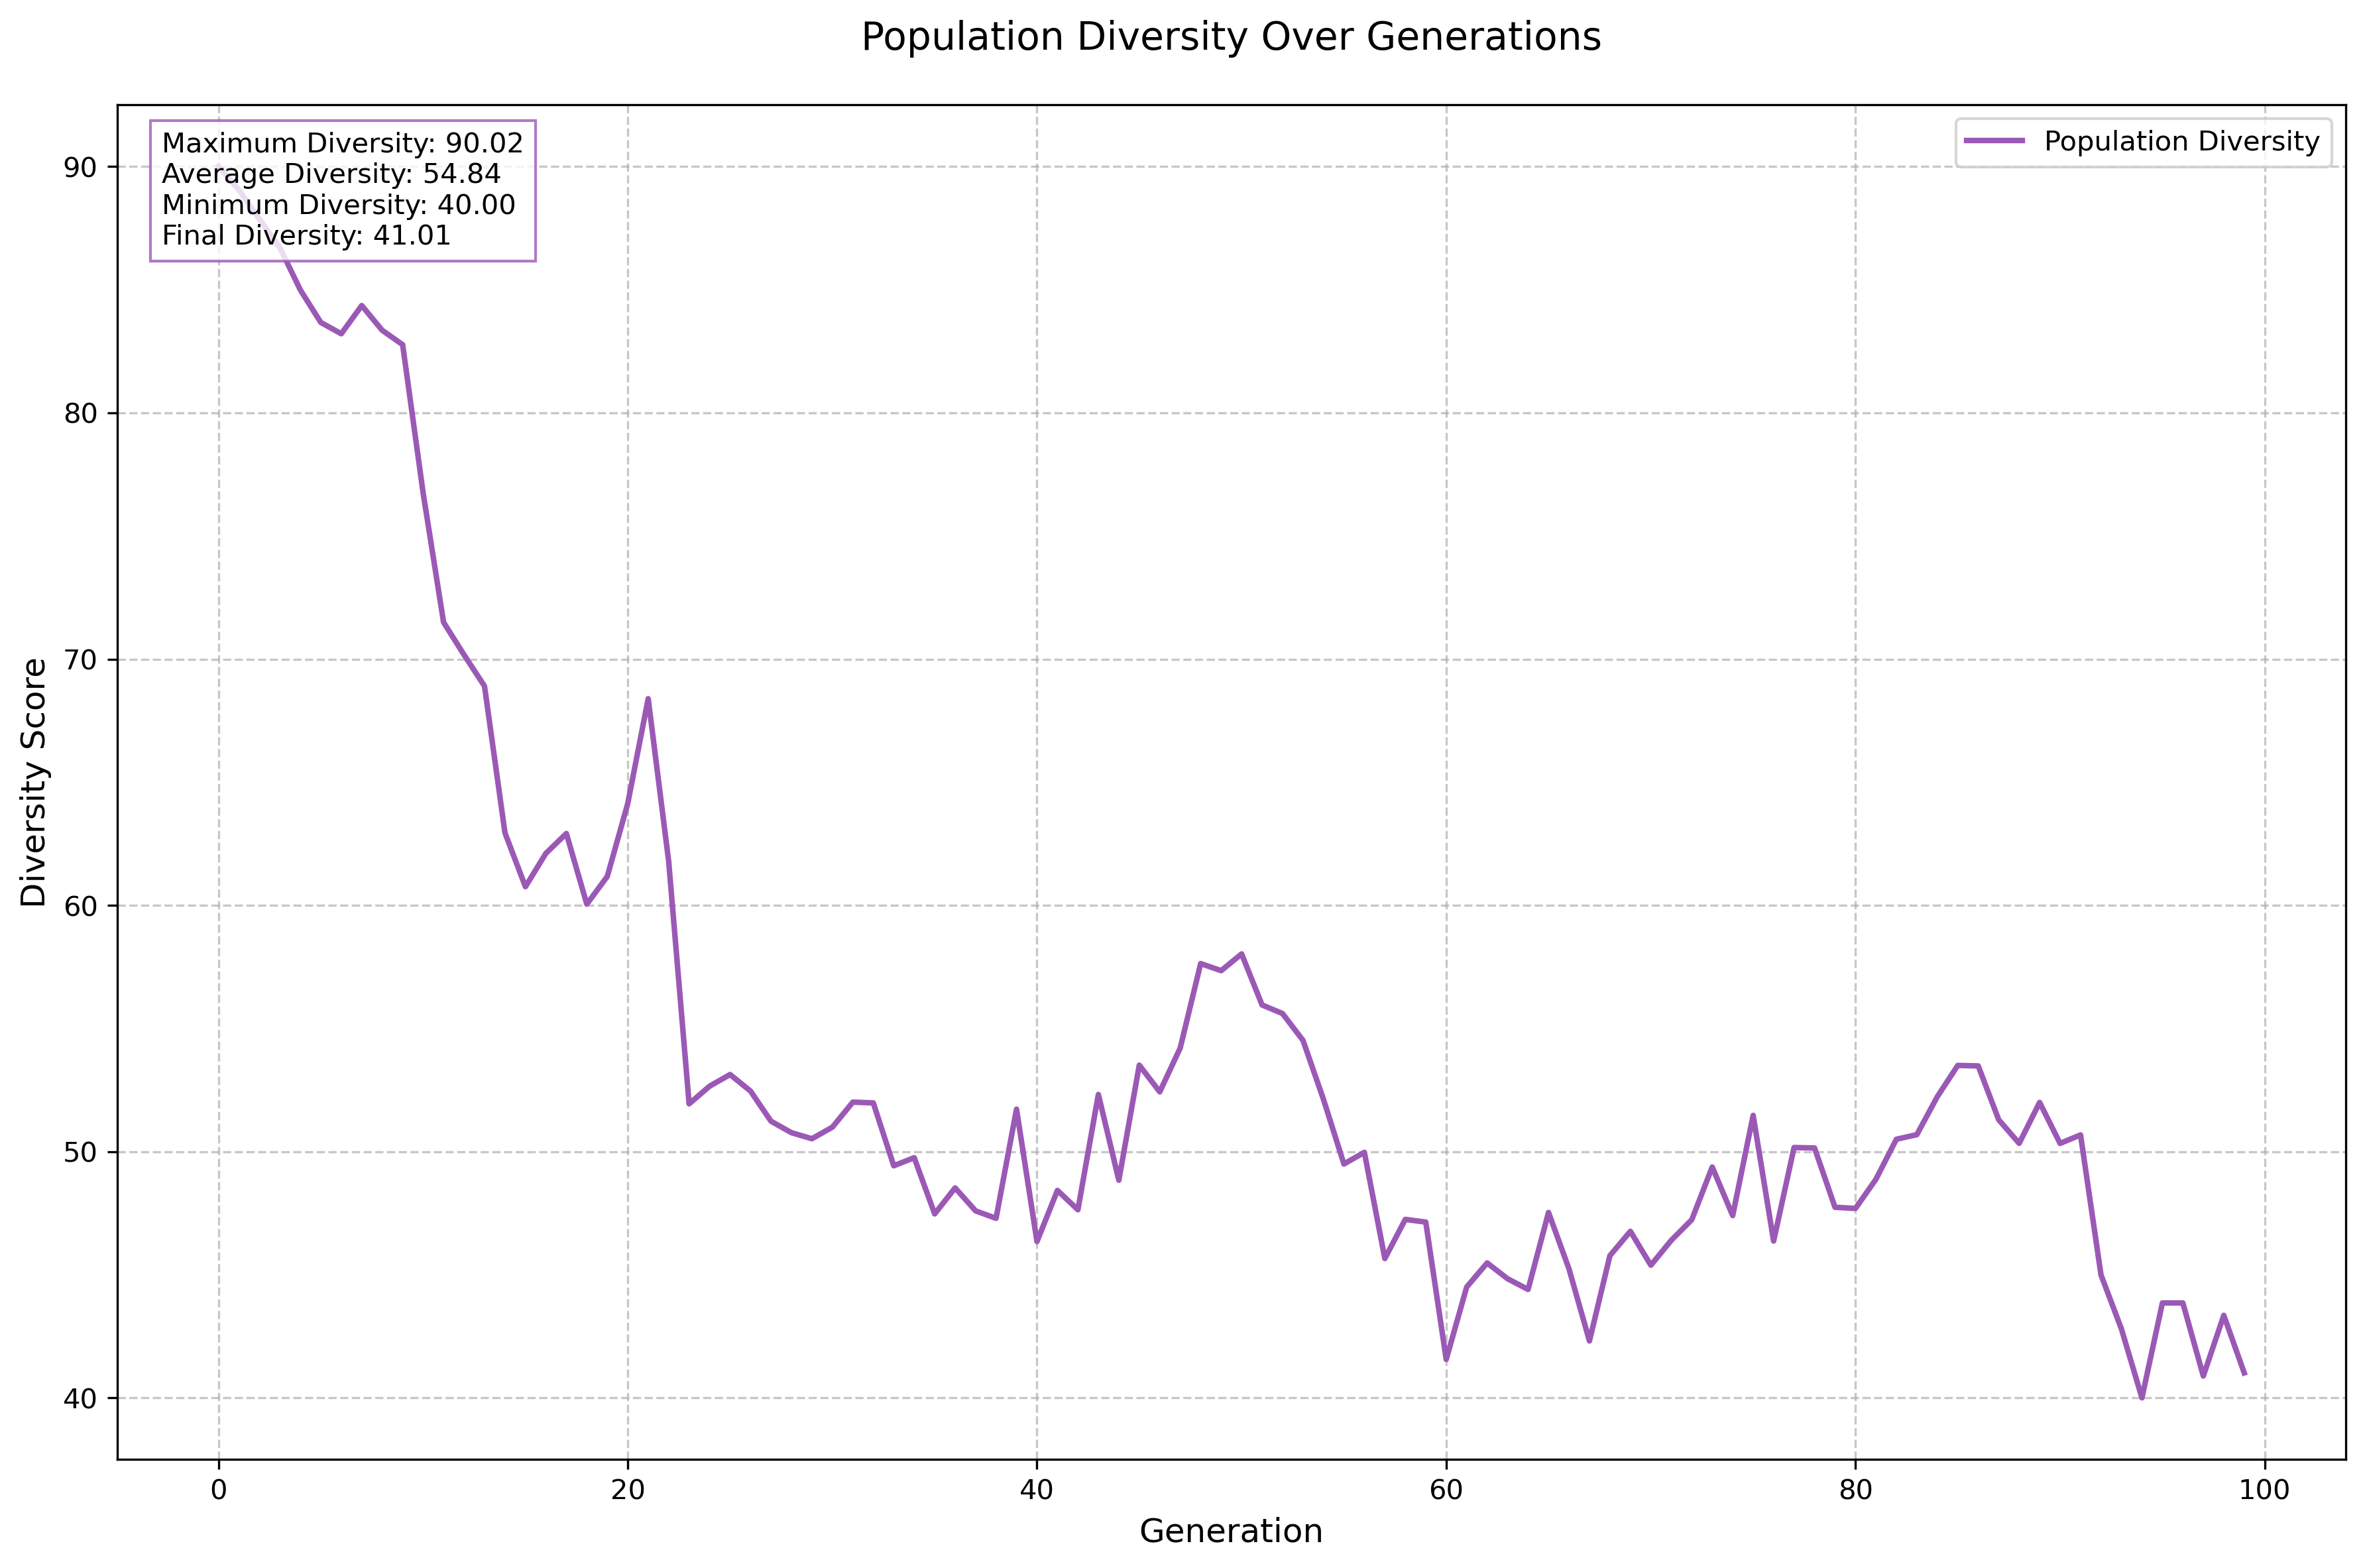 Population Diversity Over Generations
Maximum Diversity: 90.02
Average Diversity: 54.84
Minimum Diversity: 40.00
Final Diversity: 41.01
Population Diversity
90
80
70
60
50
40
Diversity Score
0 20 40 60 80 100
Generation